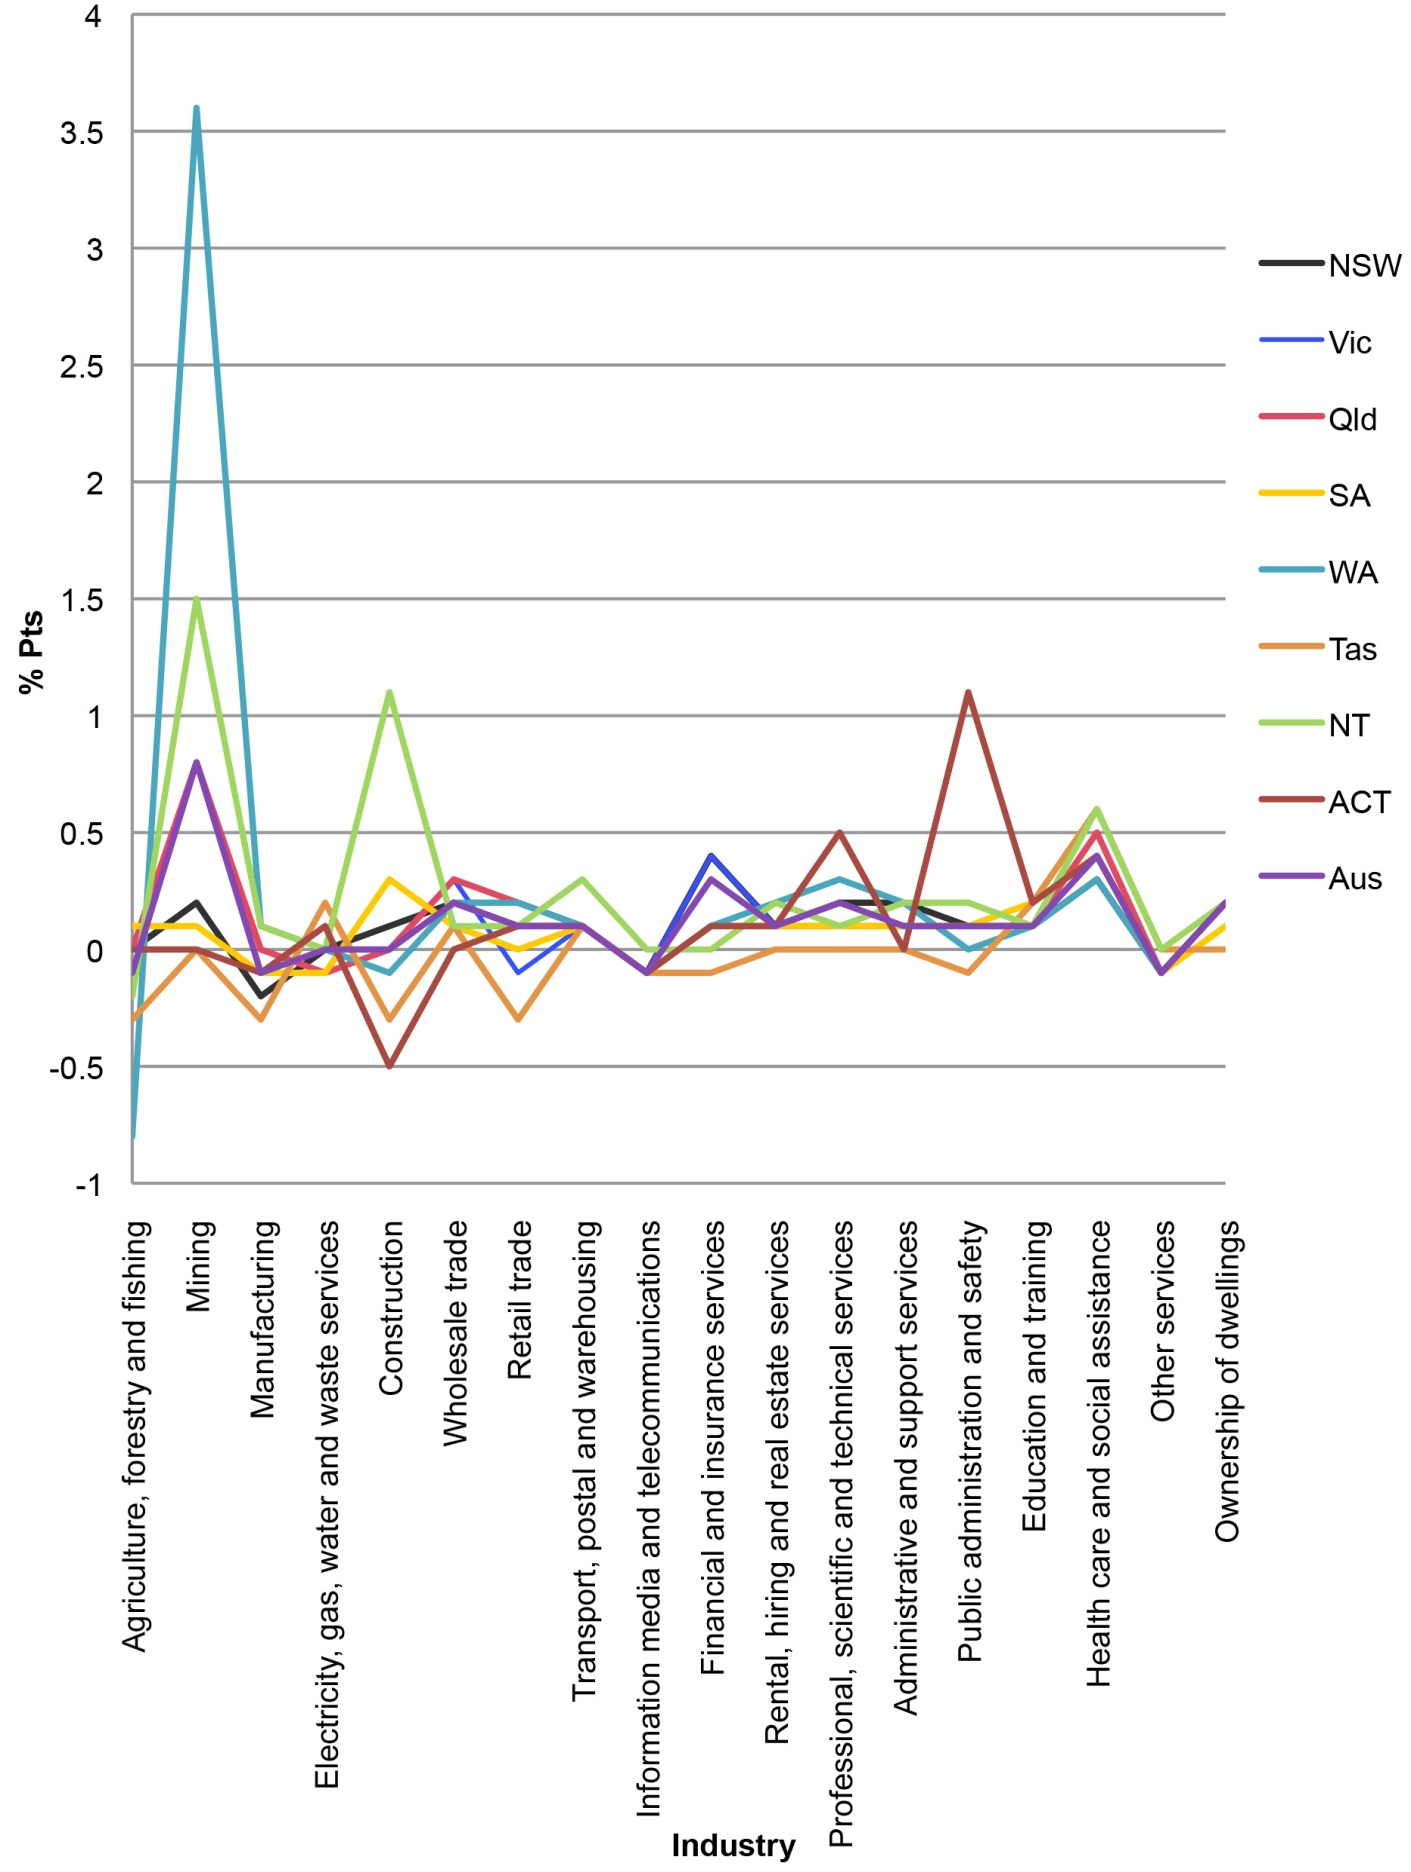 4
3.5
3
2.5
2
1.5
1
0.5
0
-0.5
-1
% Pts
NSW
Vic
Qld
SA
WA
Tas
NT
ACT
Aus
Agriculture, forestry and fishing
Mining
Manufacturing
Electricity, gas, water and waste services
Construction
Wholesale trade
Retail trade
Transport, postal and warehousing
Information media and telecommunications
Financial and insurance services
Rental, hiring and real estate services
Professional, scientific and technical services
Administrative and support services
Public administration and safety
Education and training
Health care and social assistance
Other services
Ownership of dwellings
Industry